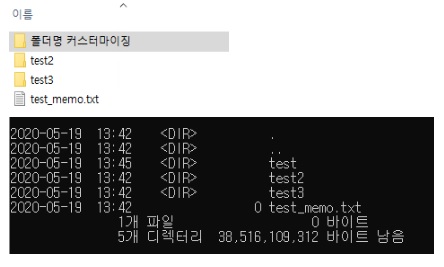 이름
폴더명 커스터마이징
test2
test3
test_memo.txt
2020-05-19 13:42 <DIR> .
2020-05-19 13:42 <DIR> ..
2020-05-19 13:45 <DIR> test
2020-05-19 13:42 <DIR> test2
2020-05-19 13:42 <DIR> test3
2020-05-19 13:42 0 test_memo.txt
1개 파일 0 바이트
5개 디렉터리 38,516,109,312 바이트 남음